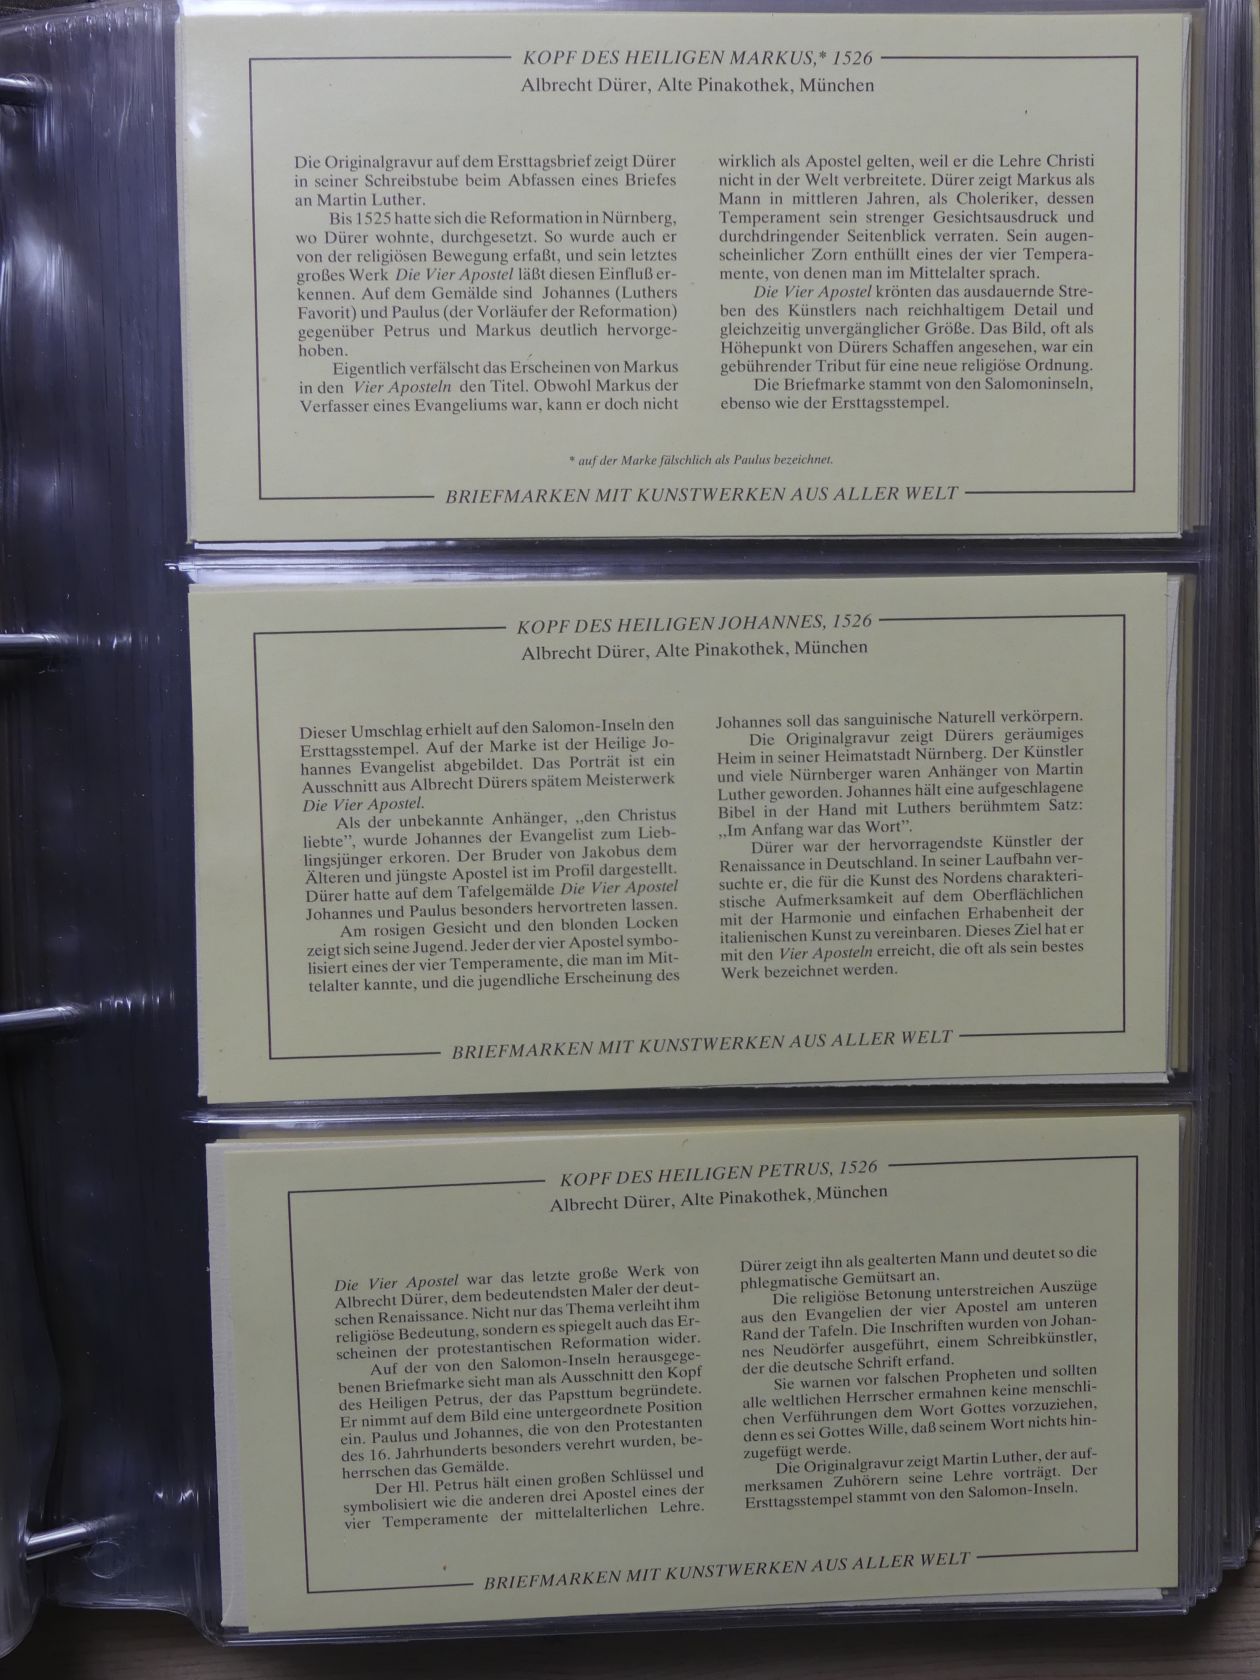 KOPF DES HEILIGEN MARKUS,* 1526
Albrecht Dürer, Alte Pinakothek, München
Die Originalgravur auf dem Ersttagsbrief zeigt Dürer
in seiner Schreibstube beim Abfassen eines Briefes
an Martin Luther.
Bis 1525 hatte sich die Reformation in Nürnberg,
wo Dürer wohnte, durchgesetzt. So wurde auch er
von der religiösen Bewegung erfaßt, und sein letztes
großes Werk Die Vier Apostel läßt diesen Einfluß er-
kennen. Auf dem Gemälde sind Johannes (Luthers
Favorit) und Paulus (der Vorläufer der Reformation)
gegenüber Petrus und Markus deutlich hervorge-
hoben.
Eigentlich verfälscht das Erscheinen von Markus
in den Vier Aposteln den Titel. Obwohl Markus der
Verfasser eines Evangeliums war, kann er doch nicht
wirklich als Apostel gelten, weil er die Lehre Christi
nicht in der Welt verbreitete. Dürer zeigt Markus als
Mann in mittleren Jahren, als Choleriker, dessen
Temperament sein strenger Gesichtsausdruck und
durchdringender Seitenblick verraten. Sein augen-
scheinlicher Zorn enthüllt eines der vier Tempera-
mente, von denen man im Mittelalter sprach.
Die Vier Apostel krönten das ausdauernde Stre-
ben des Künstlers nach reichhaltigem Detail und
gleichzeitig unvergänglicher Größe. Das Bild, oft als
Höhepunkt von Dürers Schaffen angesehen, war ein
gebührender Tribut für eine neue religiöse Ordnung.
Die Briefmarke stammt von den Salomoninseln,
ebenso wie der Ersttagsstempel.
* auf der Marke fälschlich als Paulus bezeichnet.
BRIEFMARKEN MIT KUNSTWERKEN AUS ALLER WELT
KOPF DES HEILIGEN JOHANNES, 1526
Albrecht Dürer, Alte Pinakothek, München
Dieser Umschlag erhielt auf den Salomon-Inseln den
Ersttagsstempel. Auf der Marke ist der Heilige Jo-
hannes Evangelist abgebildet. Das Porträt ist ein
Ausschnitt aus Albrecht Dürers spätem Meisterwerk
Die Vier Apostel.
Als der unbekannte Anhänger, „den Christus
liebte”, wurde Johannes der Evangelist zum Lieb-
lingsjünger erkoren. Der Bruder von Jakobus dem
Älteren und jüngste Apostel ist im Profil dargestellt.
Dürer hatte auf dem Tafelgemälde Die Vier Apostel
Johannes und Paulus besonders hervortreten lassen.
Am rosigen Gesicht und den blonden Locken
zeigt sich seine Jugend. Jeder der vier Apostel symbo-
lisiert eines der vier Temperamente, die man im Mit-
telalter kannte, und die jugendliche Erscheinung des
Johannes soll das sanguinische Naturell verkörpern.
Die Originalgravur zeigt Dürers geräumiges
Heim in seiner Heimatstadt Nürnberg. Der Künstler
und viele Nürnberger waren Anhänger von Martin
Luther geworden. Johannes hält eine aufgeschlagene
Bibel in der Hand mit Luthers berühmtem Satz:
„Im Anfang war das Wort”.
Dürer war der hervorragendste Künstler der
Renaissance in Deutschland. In seiner Laufbahn ver-
suchte er, die für die Kunst des Nordens charakteri-
stische Aufmerksamkeit auf dem Oberflächlichen
mit der Harmonie und einfachen Erhabenheit der
italienischen Kunst zu vereinbaren. Dieses Ziel hat er
mit den Vier Aposteln erreicht, die oft als sein bestes
Werk bezeichnet werden.
BRIEFMARKEN MIT KUNSTWERKEN AUS ALLER WELT
KOPF DES HEILIGEN PETRUS, 1526
Albrecht Dürer, Alte Pinakothek, München
Die Vier Apostel war das letzte große Werk von
Albrecht Dürer, dem bedeutendsten Maler der deut-
schen Renaissance. Nicht nur das Thema verleiht ihm
religiöse Bedeutung, sondern es spiegelt auch das Er-
scheinen der protestantischen Reformation wider.
Auf der von den Salomon-Inseln herausgege-
benen Briefmarke sieht man als Ausschnitt den Kopf
des Heiligen Petrus, der das Papsttum begründete.
Er nimmt auf dem Bild eine untergeordnete Position
ein. Paulus und Johannes, die von den Protestanten
des 16. Jahrhunderts besonders verehrt wurden, be-
herrschen das Gemälde.
Der Hl. Petrus hält einen großen Schlüssel und
symbolisiert wie die anderen drei Apostel eines der
vier Temperamente der mittelalterlichen Lehre.
Dürer zeigt ihn als gealterten Mann und deutet so die
phlegmatische Gemütsart an.
Die religiöse Betonung unterstreichen Auszüge
aus den Evangelien der vier Apostel am unteren
Rand der Tafeln. Die Inschriften wurden von Johan-
nes Neudörfer ausgeführt, einem Schreibkünstler,
der die deutsche Schrift erfand.
Sie warnen vor falschen Propheten und sollten
alle weltlichen Herrscher ermahnen keine menschli-
chen Verführungen dem Wort Gottes vorzuziehen,
denn es sei Gottes Wille, daß seinem Wort nichts hin-
zugefügt werde.
Die Originalgravur zeigt Martin Luther, der auf-
merksamen Zuhörern seine Lehre vorträgt. Der
Ersttagsstempel stammt von den Salomon-Inseln.
BRIEFMARKEN MIT KUNSTWERKEN AUS ALLER WELT